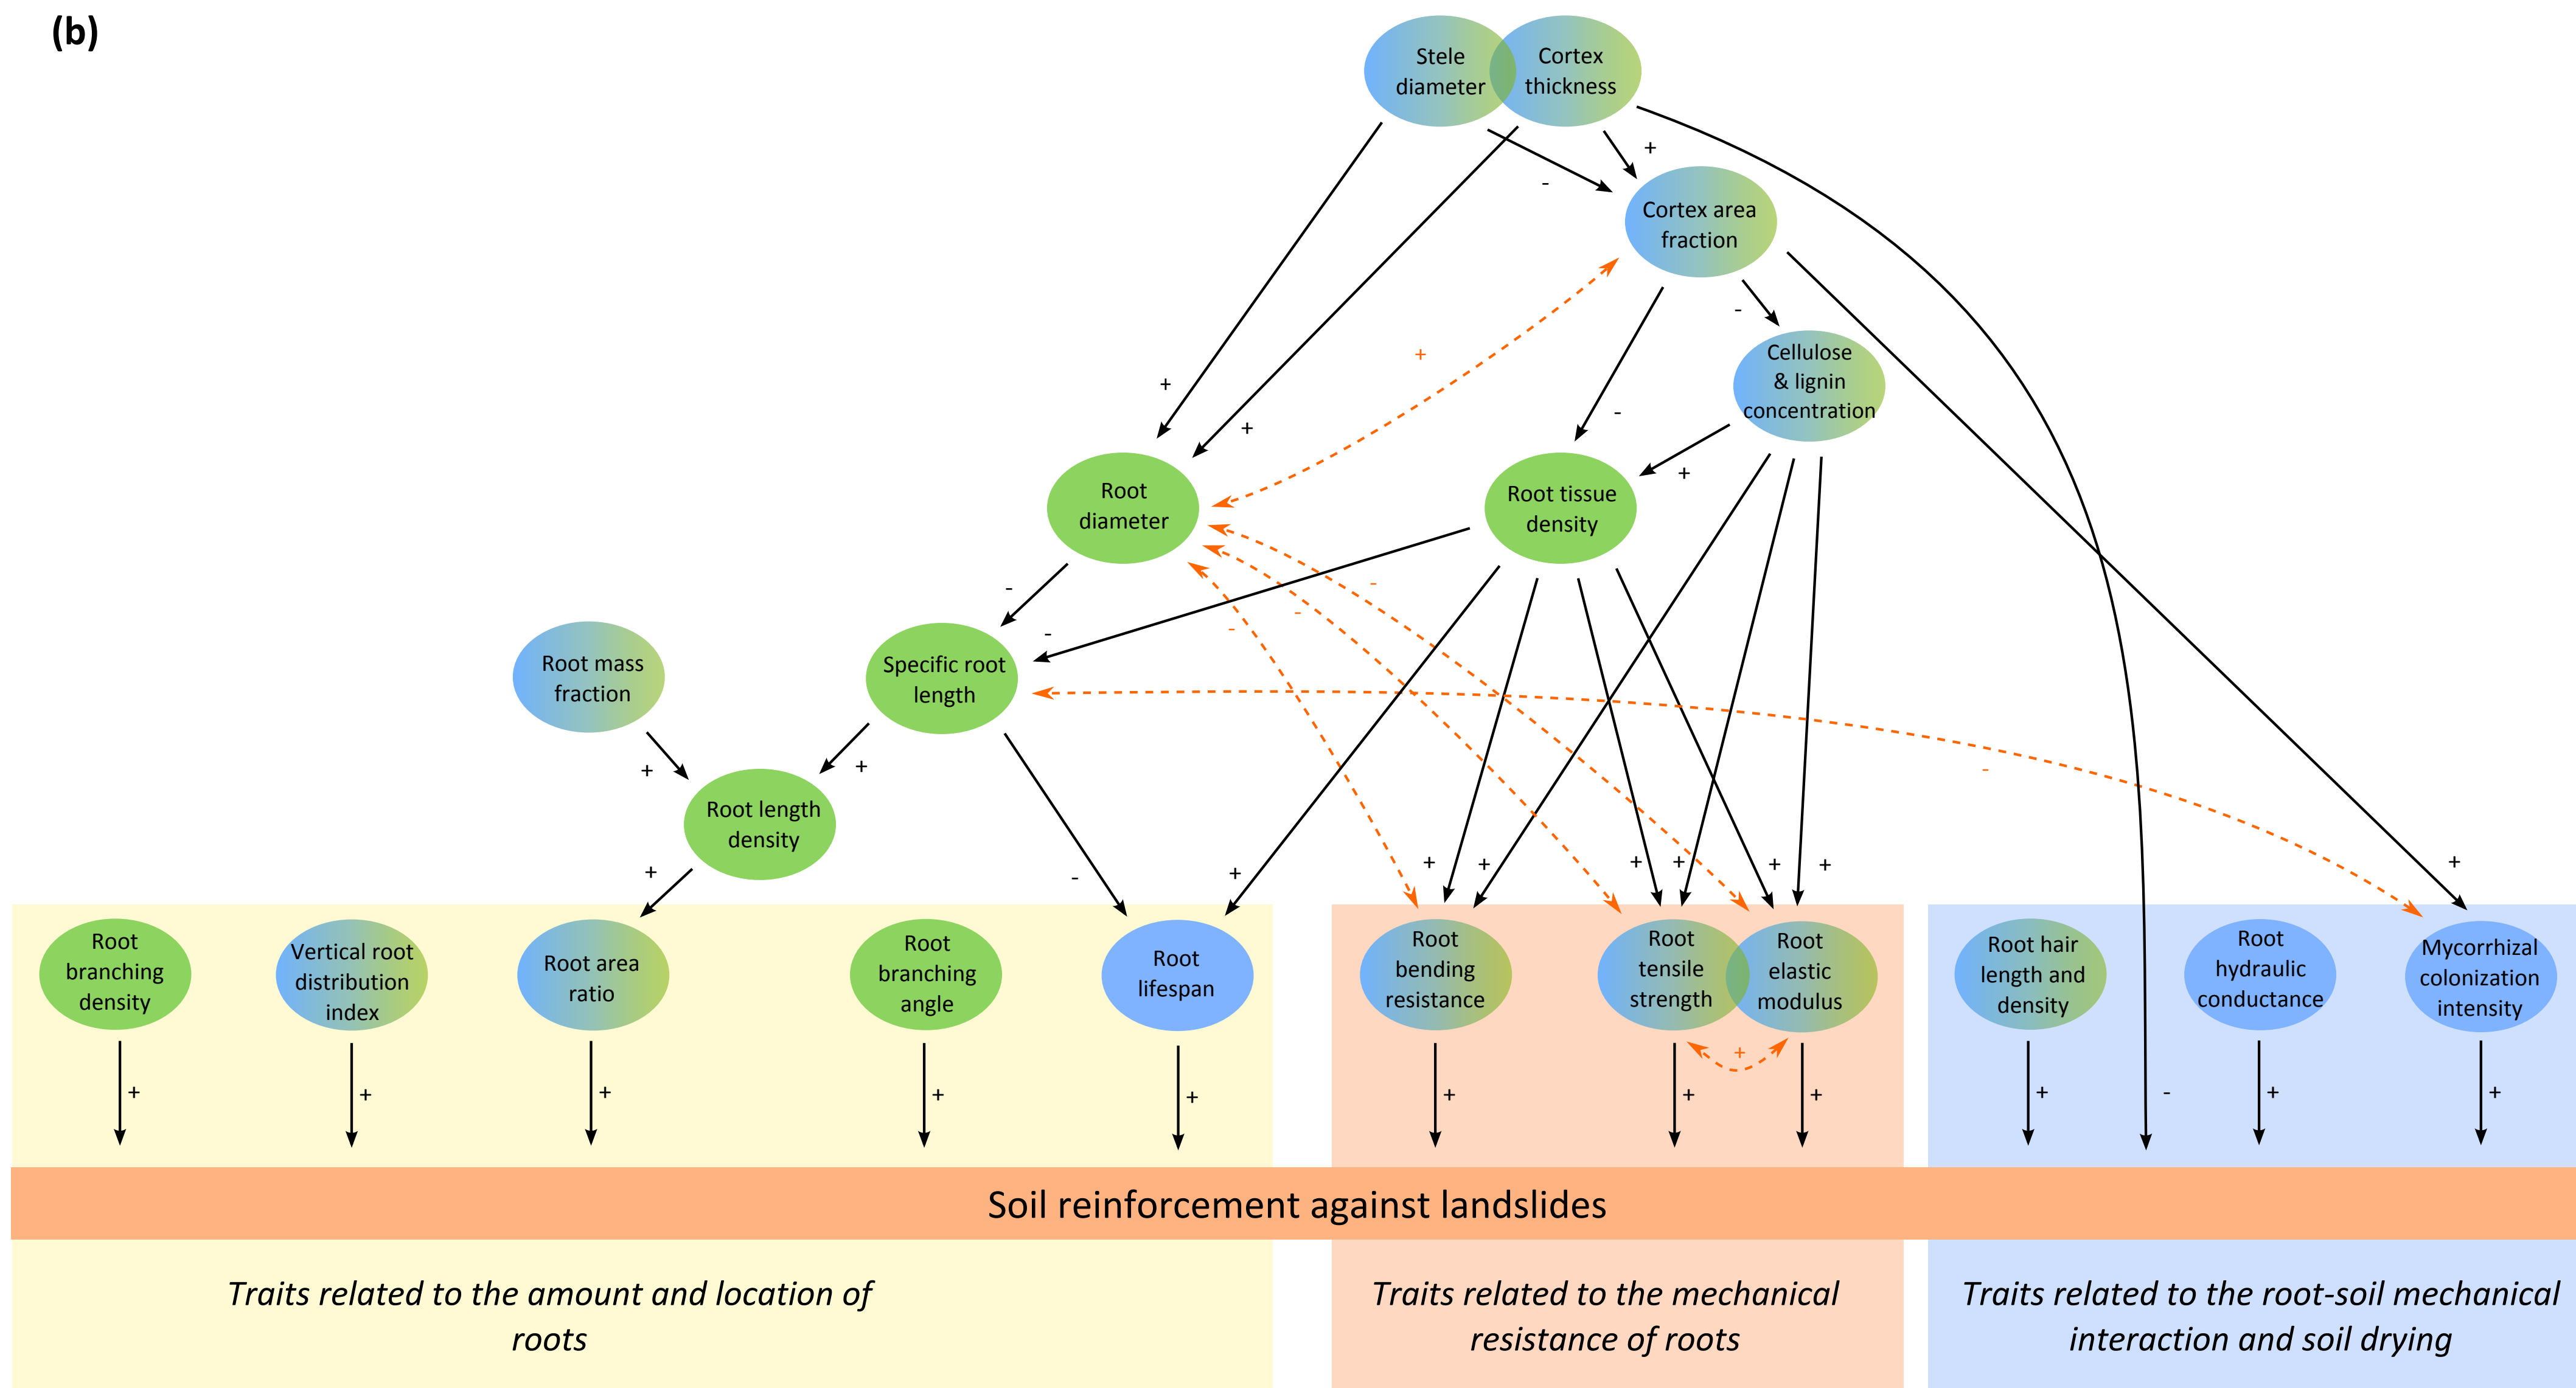 (b)
Stele
diameter
Cortex
thickness
+
-
Cortex area
fraction
-
+
Cellulose
& lignin
concentration
+
-
+
+
Root
diameter
Root tissue
density
-
-
-
-
-
Root mass
fraction
Specific root
length
+
+
-
Root length
density
+
-
+
+
+
+
+
+
+
+
Root
branching
density
Vertical root
distribution
index
Root area
ratio
Root
branching
angle
Root
lifespan
Root
bending
resistance
Root
tensile
strength
Root
elastic
modulus
Root hair
length and
density
Root
hydraulic
conductance
Mycorrhizal
colonization
intensity
+
+
+
+
+
+
+
+
+
+
-
+
+
Soil reinforcement against landslides
Traits related to the amount and location of
roots
Traits related to the mechanical
resistance of roots
Traits related to the root-soil mechanical
interaction and soil drying